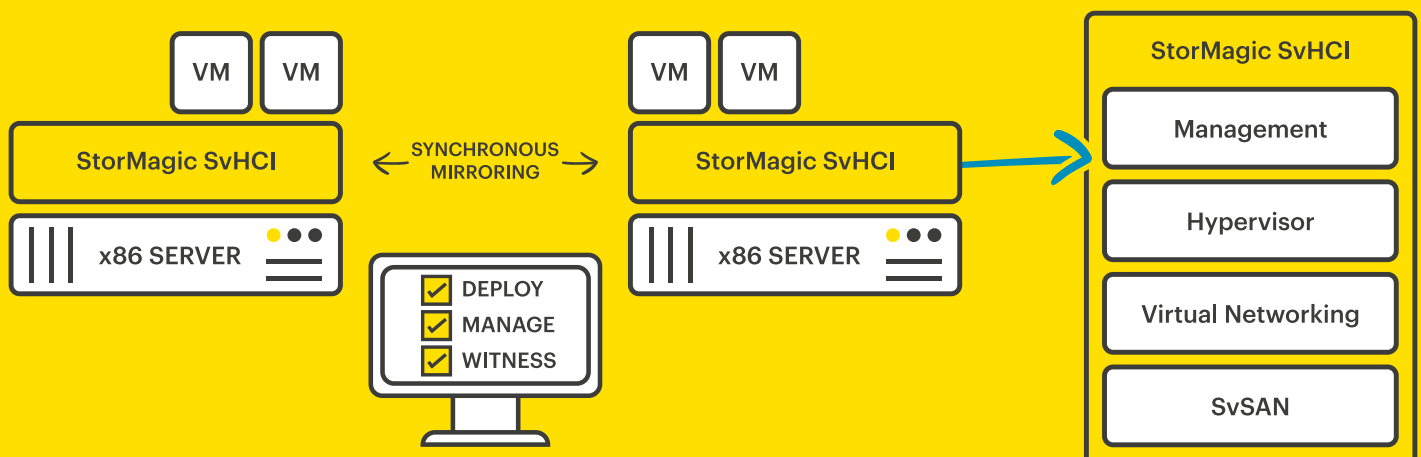 VM
VM
StorMagic SvHCI
x86 SERVER
SYNCHRONOUS
MIRRORING
DEPLOY
MANAGE
WITNESS
VM
VM
StorMagic SvHCI
x86 SERVER
StorMagic SvHCI
Management
Hypervisor
Virtual Networking
SvSAN